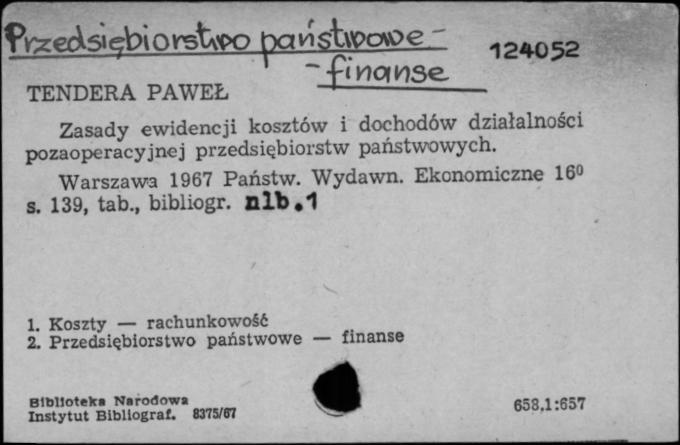 Przedsiębiorstwo państwowe -
124052
- finanse
TENDERA PAWEŁ
Zasady ewidencji kosztów i dochodów działalności
pozaoperacyjnej przedsiębiorstw państwowych.
Warszawa 1967 Państw. Wydawn. Ekonomiczne 16⁰
s. 139, tab., bibliogr. nlb.1
1. Koszty — rachunkowość
2. Przedsiębiorstwo państwowe — finanse
Biblioteka Narodowa
Instytut Bibliograf. 8375/67
658.1:657